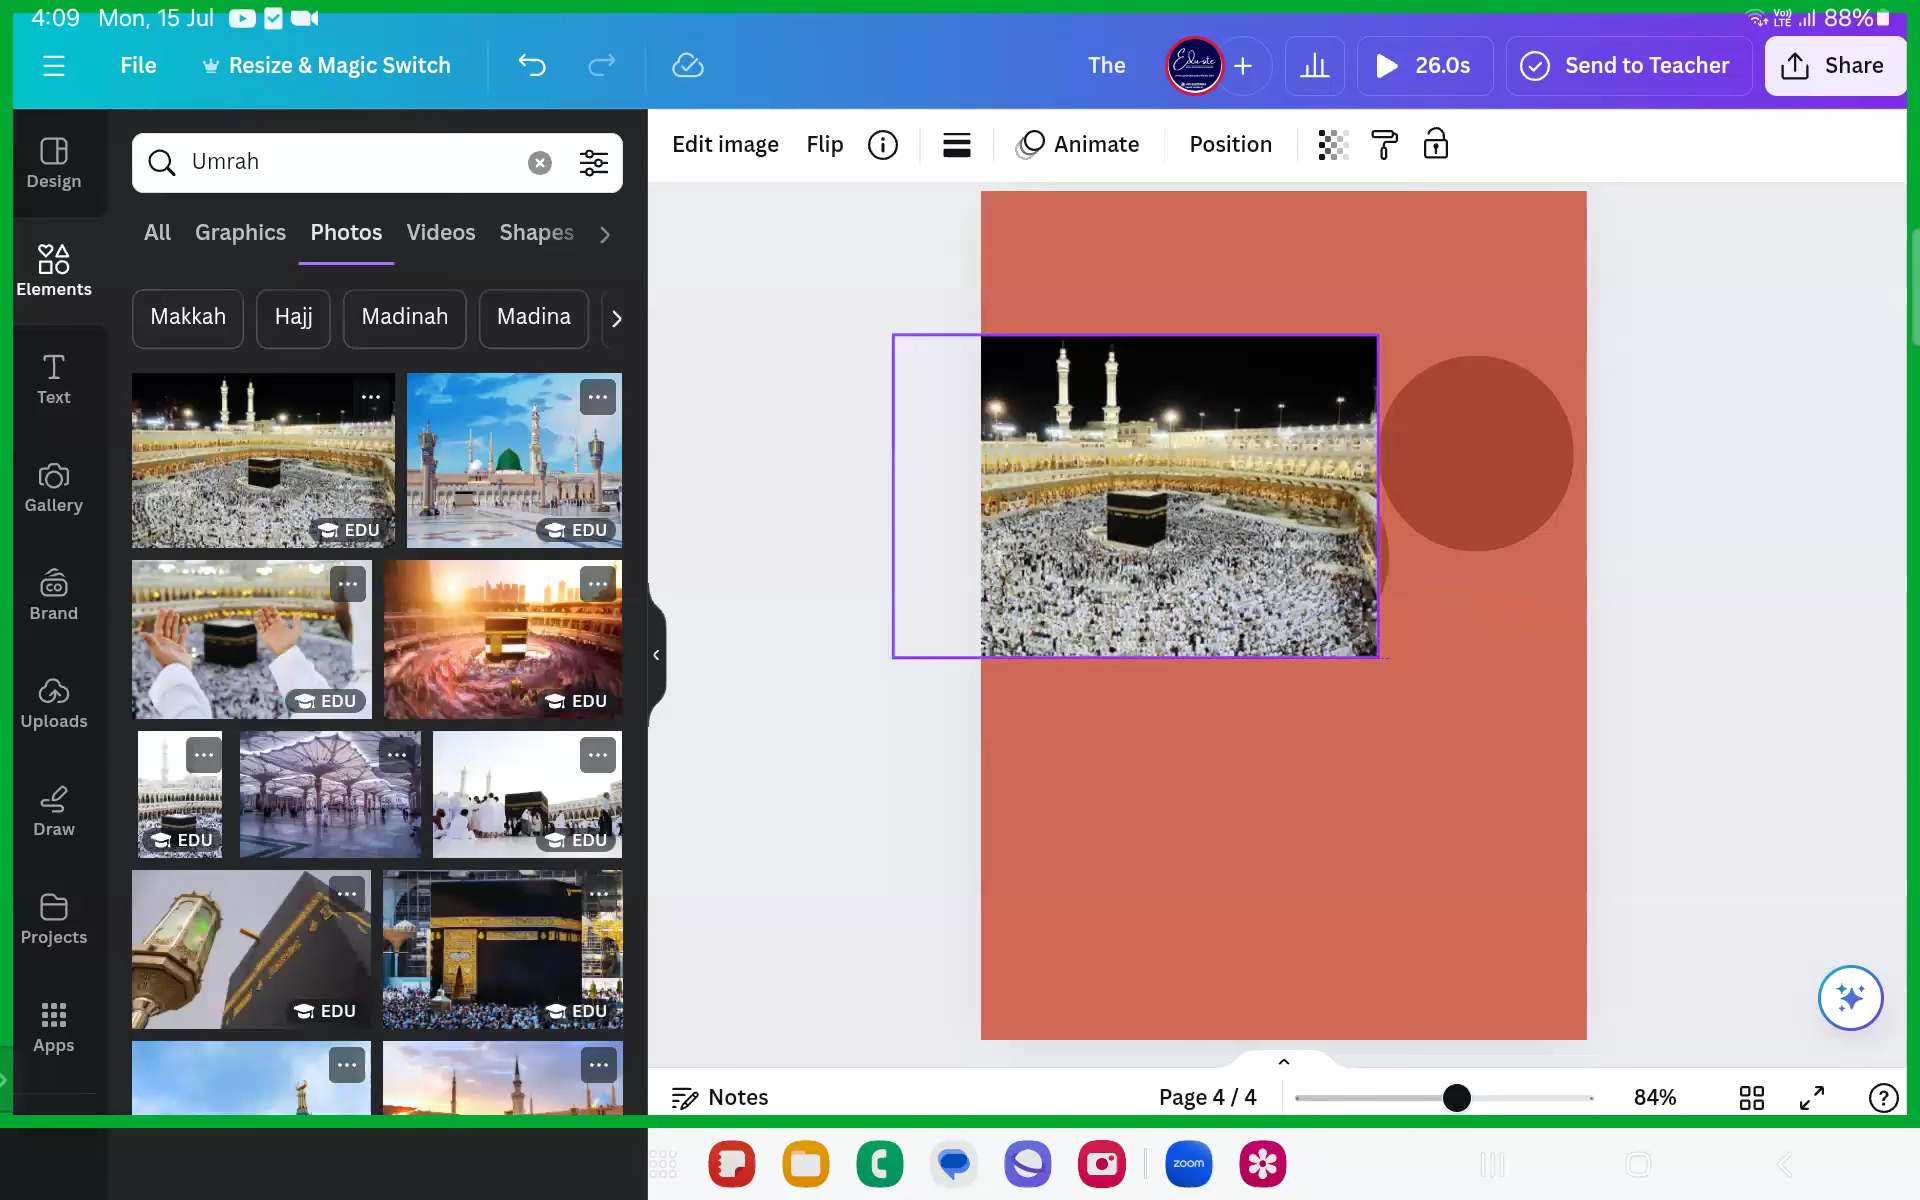 4:09 Mon, 15 Jul
Vo)) LTE 88%
File Resize & Magic Switch The + 26.0s Send to Teacher Share
Design
Elements
Text
Gallery
Brand
Uploads
Draw
Projects
Apps
Umrah
All Graphics Photos Videos Shapes
Makkah Hajj Madinah Madina
EDU EDU
EDU EDU
EDU EDU
EDU EDU
Edit image Flip Animate Position
Notes Page 4 / 4 84%
zoom